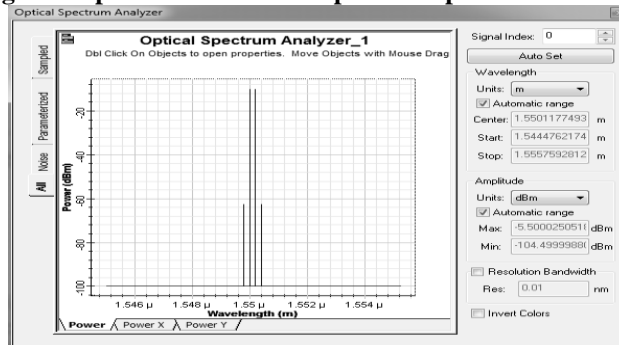 Optical Spectrum Analyzer
Optical Spectrum Analyzer_1
Dbl Click On Objects to open properties. Move Objects with Mouse Drag
Sampled
Parameterized
Noise
All
Power (dBm)
-20
-40
-60
-80
-100
1.546 µ 1.548 µ 1.55 µ 1.552 µ 1.554 µ
Wavelength (m)
Power Power X Power Y
Signal Index: 0
Auto Set
Wavelength
Units: m
Automatic range
Center: 1.5501177493 m
Start: 1.5444762174 m
Stop: 1.5557592812 m
Amplitude
Units: dBm
Automatic range
Max: -5.5000250510 dBm
Min: -104.49999880 dBm
Resolution Bandwidth
Res: 0.01 nm
Invert Colors